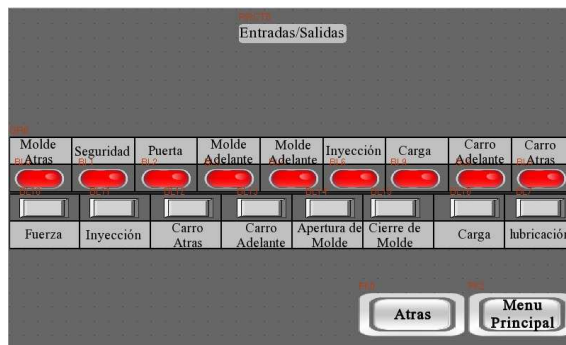 Entradas/Salidas
Molde Atras
Seguridad
Puerta
Molde Adelante
Molde Adelante
Inyección
Carga
Carro Adelante
Carro Atras
Fuerza
Inyección
Carro Atras
Carro Adelante
Apertura de Molde
Cierre de Molde
Carga
lubricación
Atras
Menu Principal